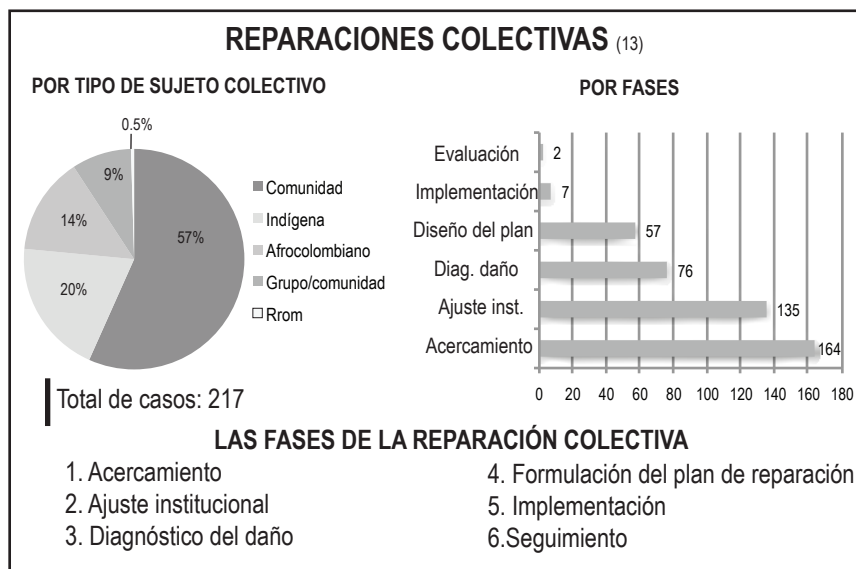 REPARACIONES COLECTIVAS (13)
POR TIPO DE SUJETO COLECTIVO
0.5%
9%
14%
20%
57%
Comunidad
Indígena
Afrocolombiano
Grupo/comunidad
Rrom
Total de casos: 217
POR FASES
Evaluación 2
Implementación 7
Diseño del plan 57
Diag. daño 76
Ajuste inst. 135
Acercamiento 164
0 20 40 60 80 100 120 140 160 180
LAS FASES DE LA REPARACIÓN COLECTIVA
1. Acercamiento
2. Ajuste institucional
3. Diagnóstico del daño
4. Formulación del plan de reparación
5. Implementación
6.Seguimiento